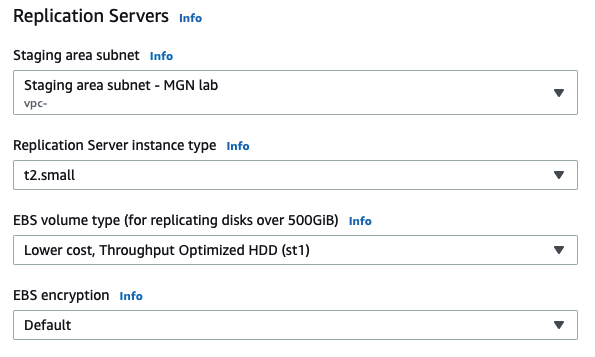 Replication Servers Info
Staging area subnet Info
Staging area subnet - MGN lab
vpc-
Replication Server instance type Info
t2.small
EBS volume type (for replicating disks over 500GiB) Info
Lower cost, Throughput Optimized HDD (st1)
EBS encryption Info
Default